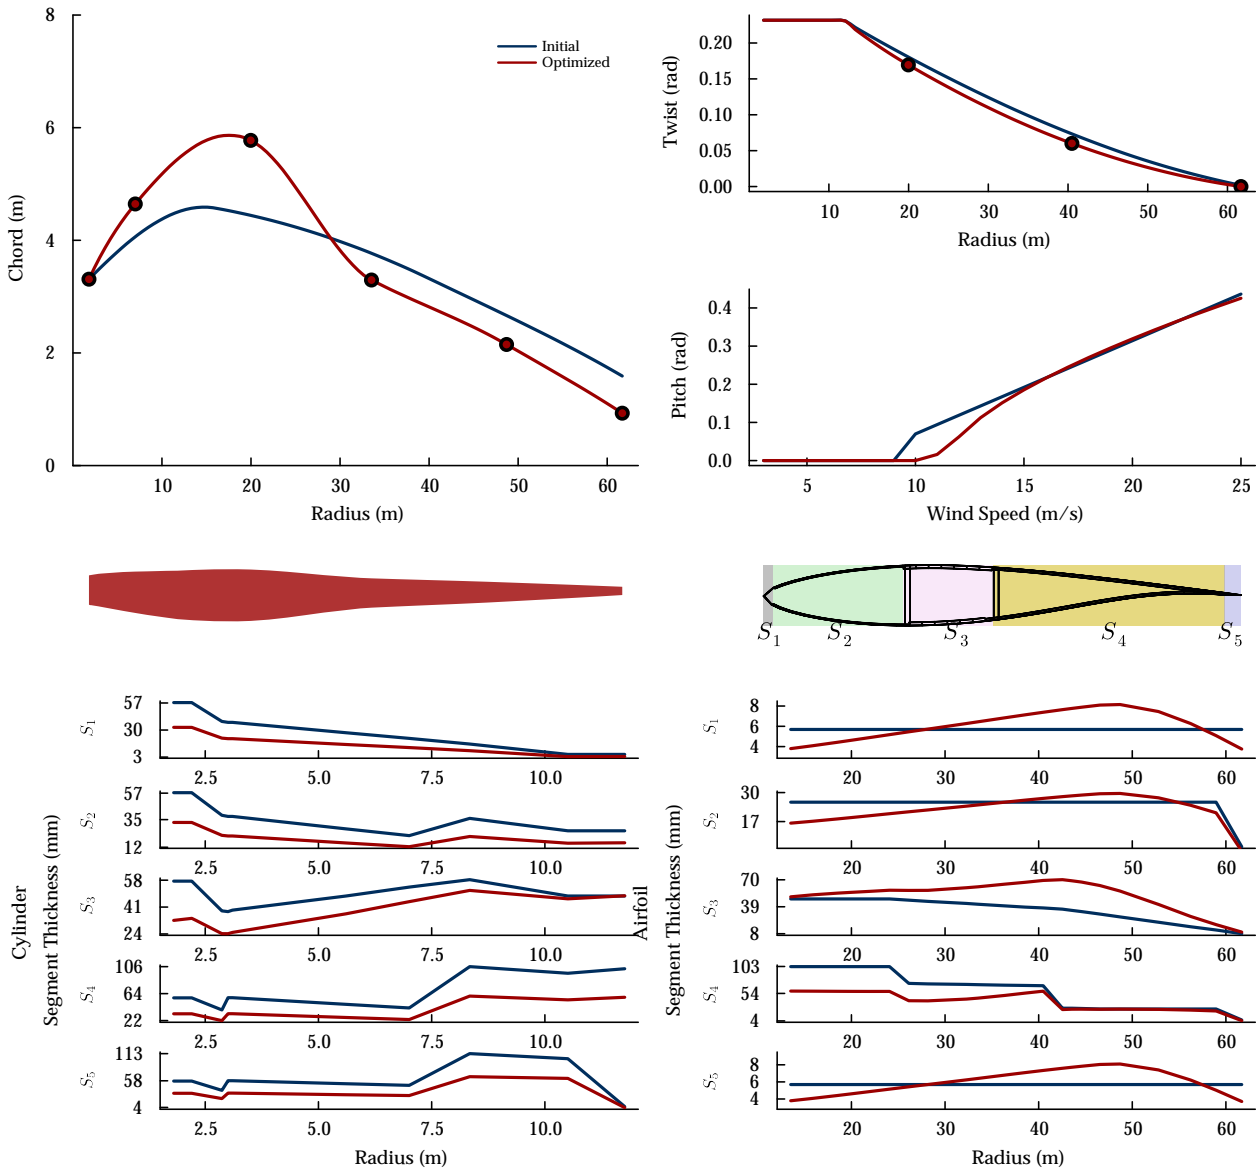 8
6
4
2
0
Chord (m)
10 20 30 40 50 60
Radius (m)
Initial
Optimized
0.20
0.15
0.10
0.05
0.00
Twist (rad)
10 20 30 40 50 60
Radius (m)
0.4
0.3
0.2
0.1
0.0
Pitch (rad)
5 10 15 20 25
Wind Speed (m/s)
S1 S2 S3 S4 S5
Cylinder
Segment Thickness (mm)
S1
57
30
3
2.5 5.0 7.5 10.0
S2
57
35
12
2.5 5.0 7.5 10.0
S3
58
41
24
2.5 5.0 7.5 10.0
S4
106
64
22
2.5 5.0 7.5 10.0
S5
113
58
4
2.5 5.0 7.5 10.0
Radius (m)
Airfoil
Segment Thickness (mm)
S1
8
6
4
20 30 40 50 60
S2
30
17
20 30 40 50 60
S3
70
39
8
20 30 40 50 60
S4
103
54
4
20 30 40 50 60
S5
8
6
4
20 30 40 50 60
Radius (m)